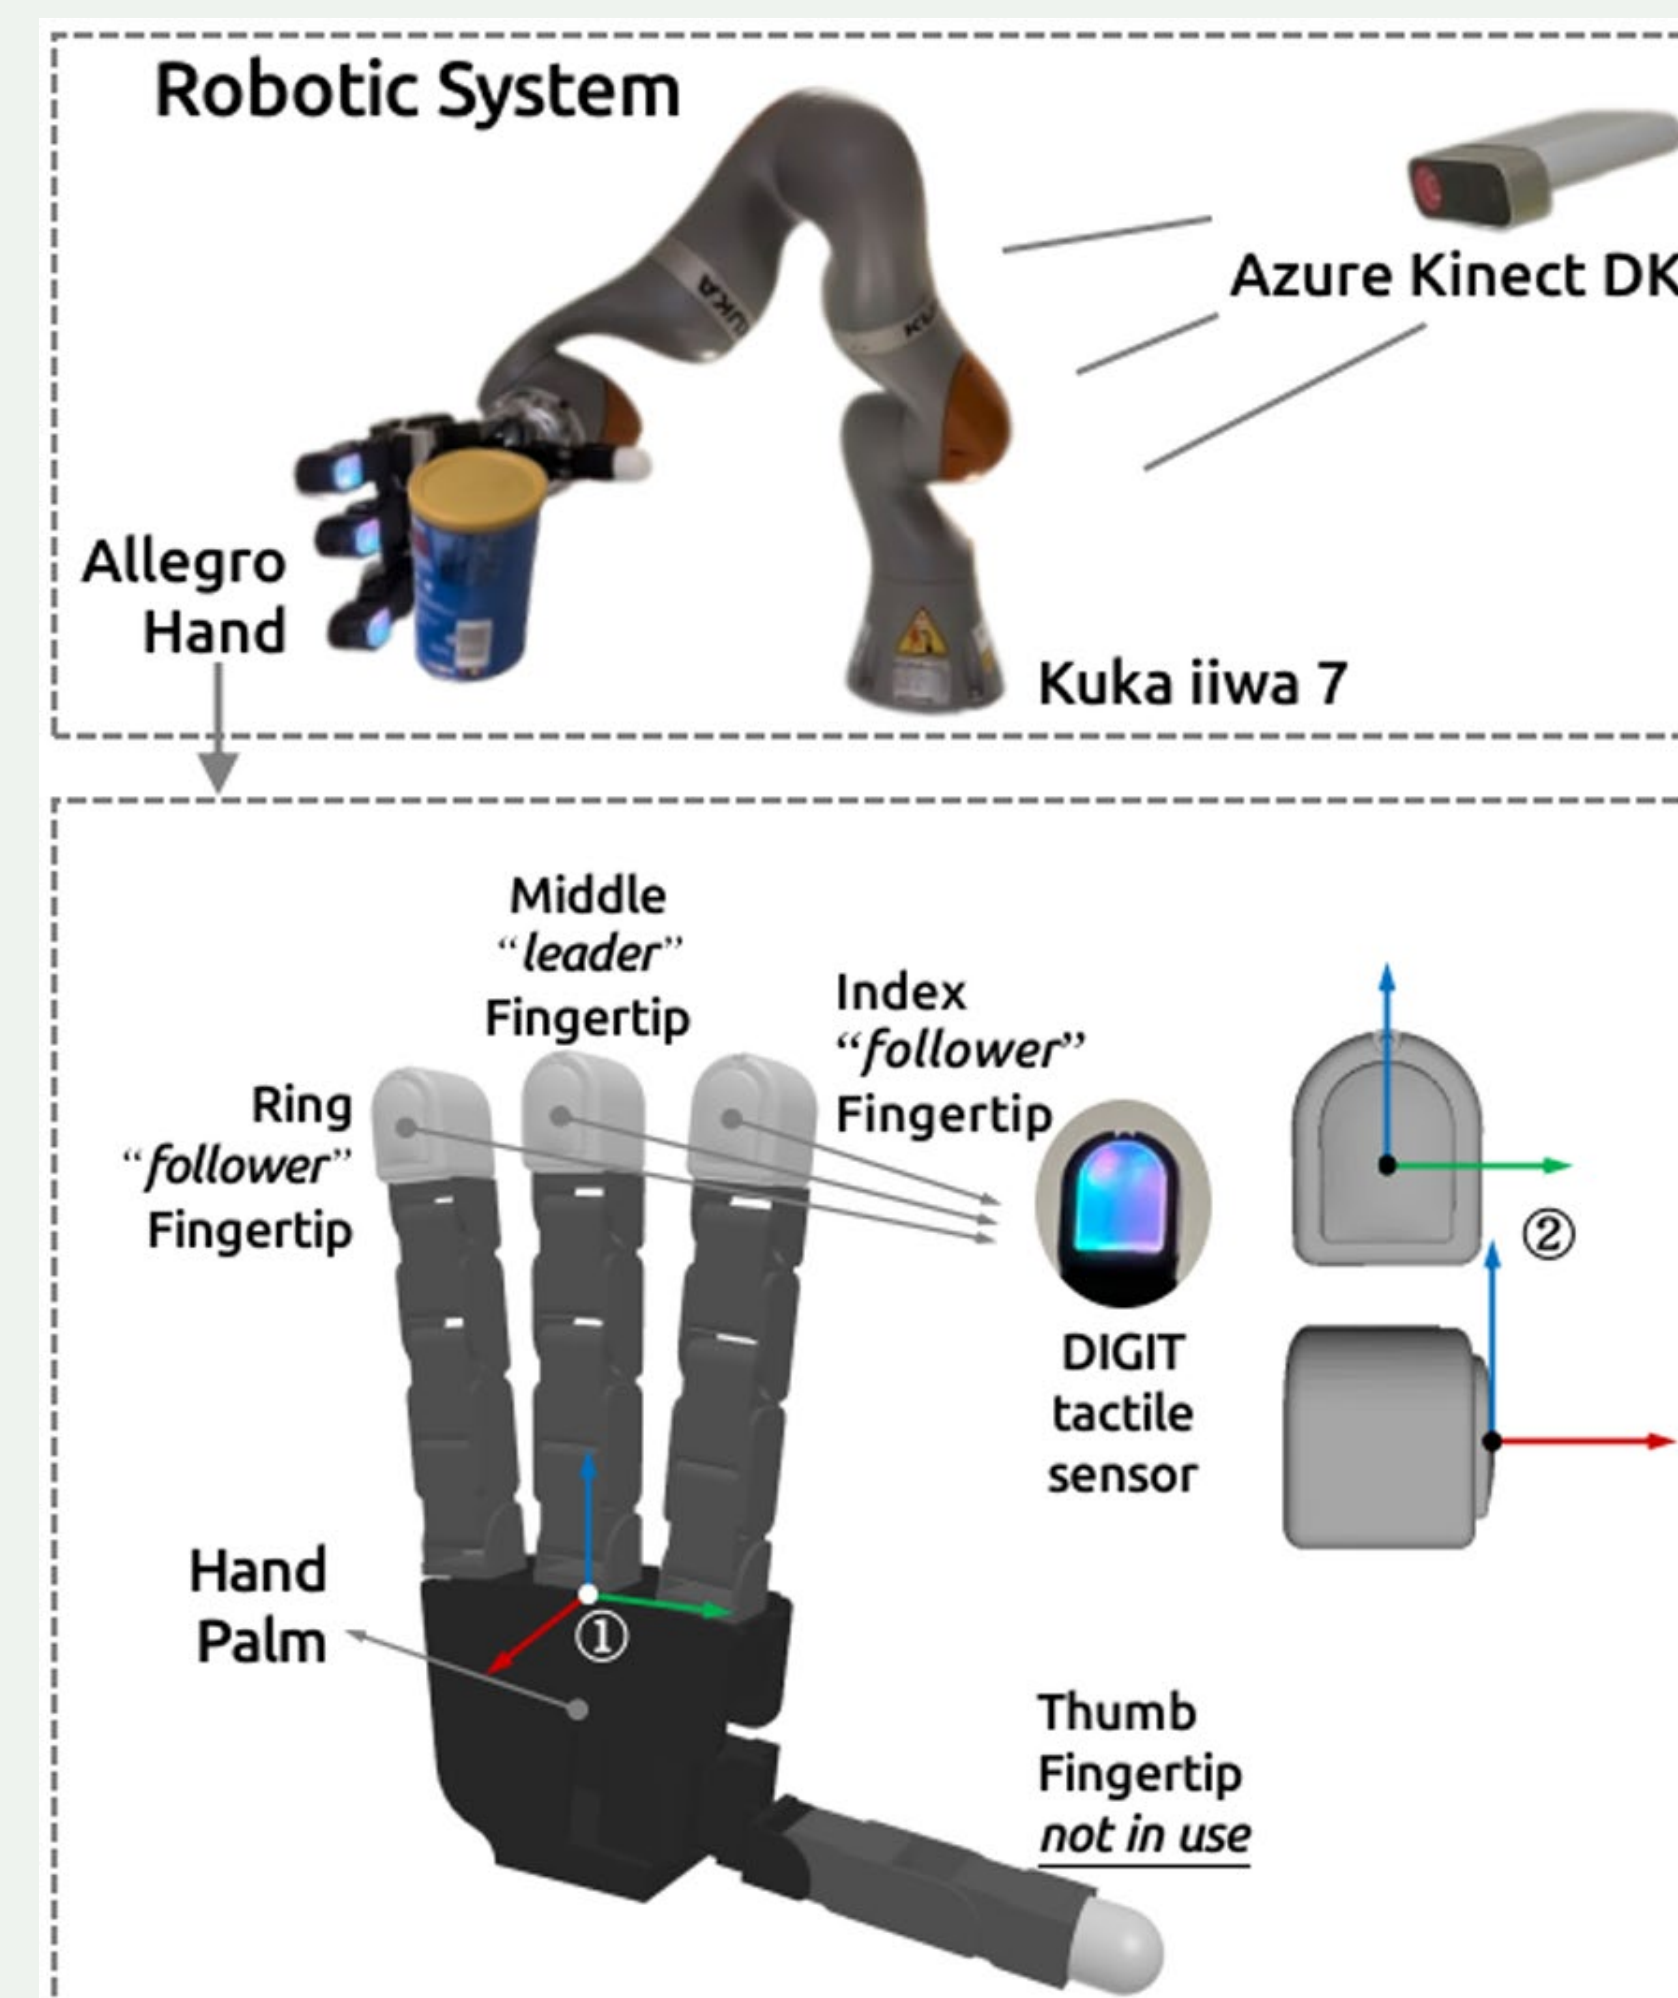 Robotic System
KUKA
Azure Kinect DK
Allegro
Hand
Kuka iiwa 7
Middle
“leader”
Fingertip
Index
“follower”
Fingertip
Ring
“follower”
Fingertip
②
DIGIT
tactile
sensor
Hand
Palm
①
Thumb
Fingertip
not in use